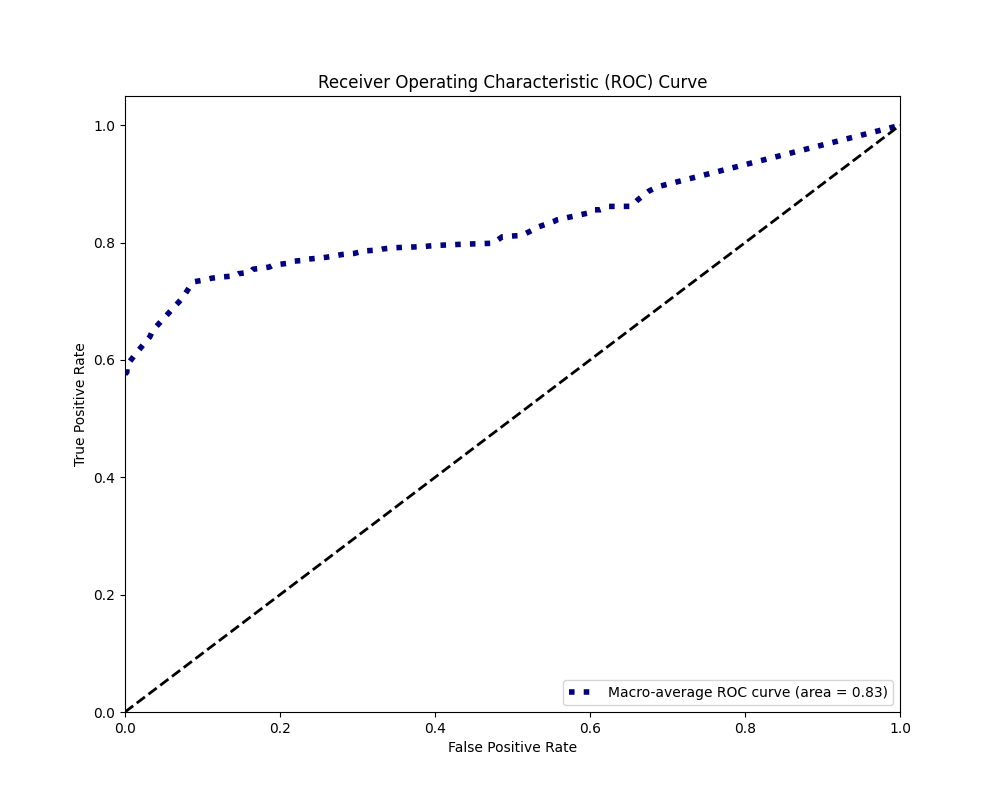 Receiver Operating Characteristic (ROC) Curve
1.0
0.8
0.6
0.4
0.2
0.0
True Positive Rate
0.0 0.2 0.4 0.6 0.8 1.0
False Positive Rate
Macro-average ROC curve (area = 0.83)